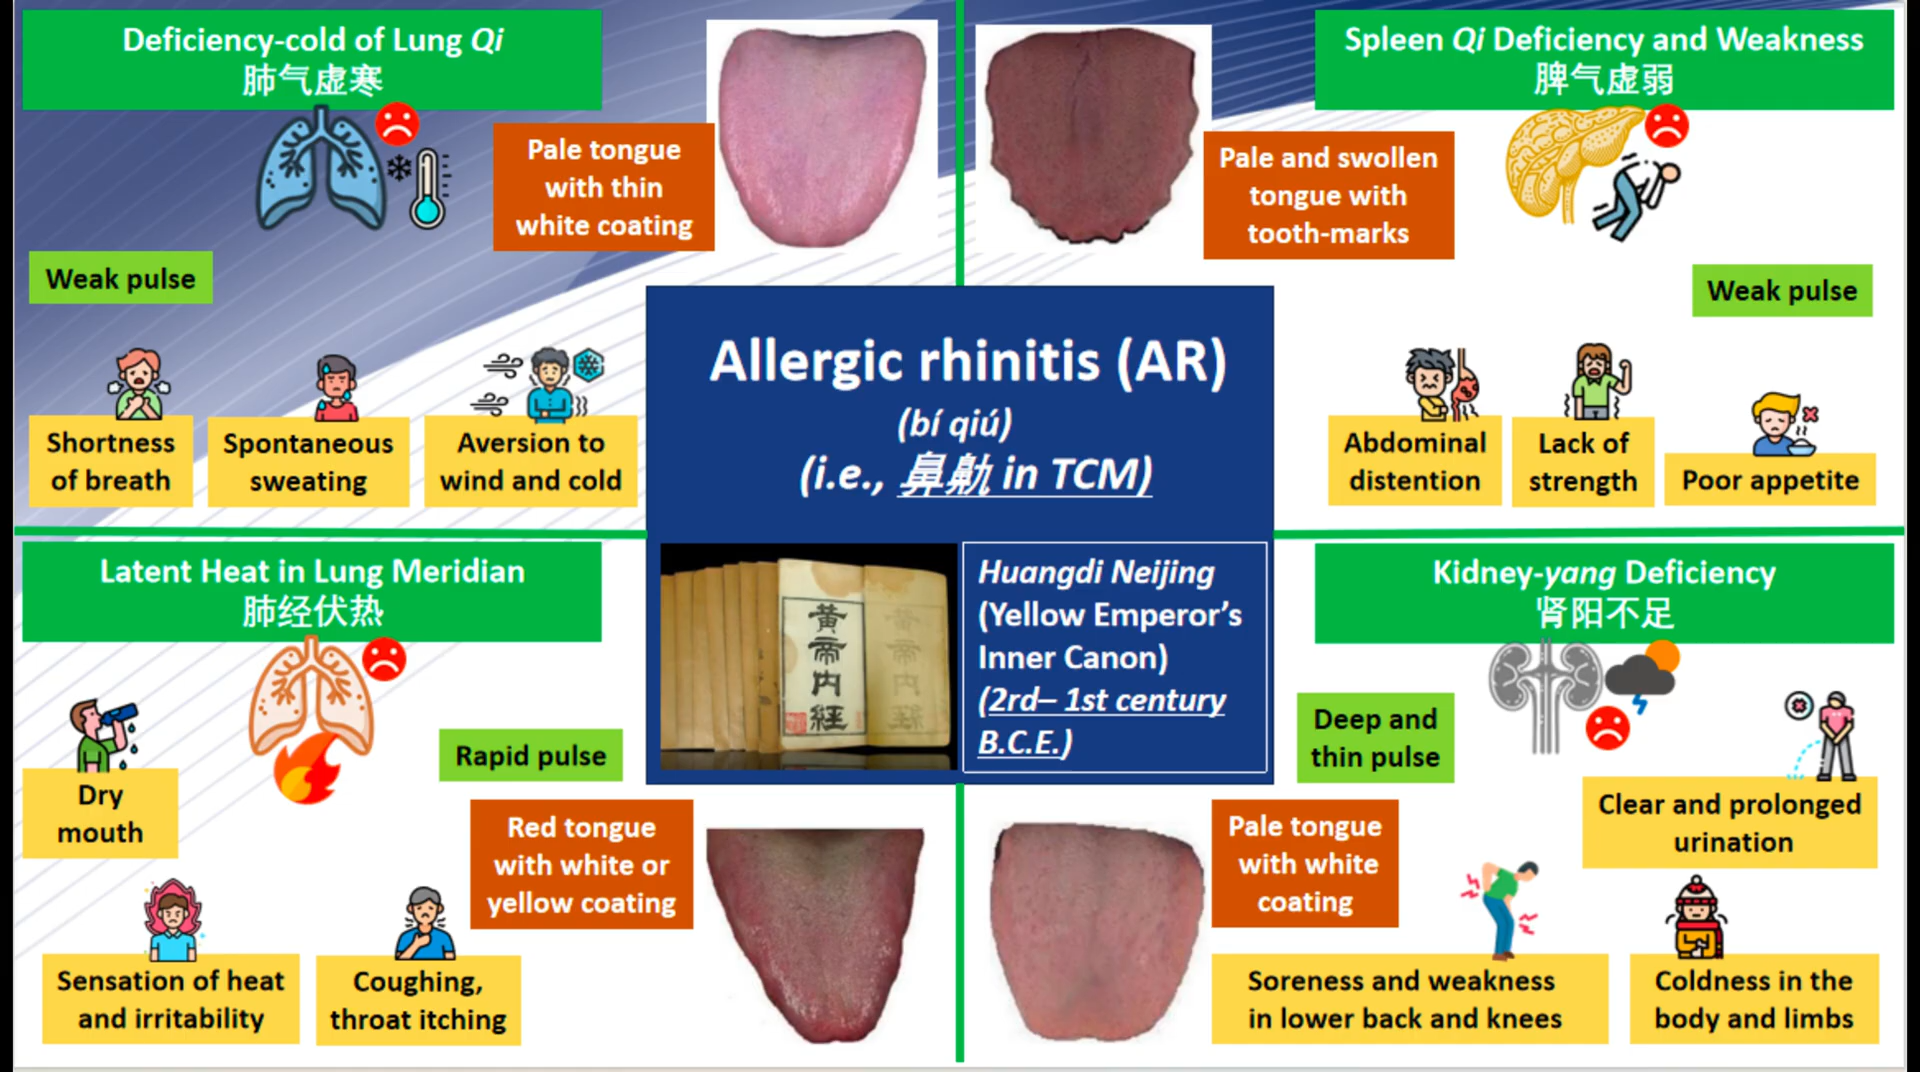 Deficiency-cold of Lung Qi
肺气虚寒
Pale tongue
with thin
white coating
Weak pulse
Shortness
of breath
Spontaneous
sweating
Aversion to
wind and cold
Spleen Qi Deficiency and Weakness
脾气虚弱
Pale and swollen
tongue with
tooth-marks
Weak pulse
Abdominal
distention
Lack of
strength
Poor appetite
Allergic rhinitis (AR)
(bí qiú)
(i.e., 鼻鼽 in TCM)
黄帝内經
Huangdi Neijing
(Yellow Emperor's
Inner Canon)
(2rd– 1st century
B.C.E.)
Latent Heat in Lung Meridian
肺经伏热
Dry
mouth
Rapid pulse
Red tongue
with white or
yellow coating
Sensation of heat
and irritability
Coughing,
throat itching
Kidney-yang Deficiency
肾阳不足
Deep and
thin pulse
Clear and prolonged
urination
Pale tongue
with white
coating
Soreness and weakness
in lower back and knees
Coldness in the
body and limbs